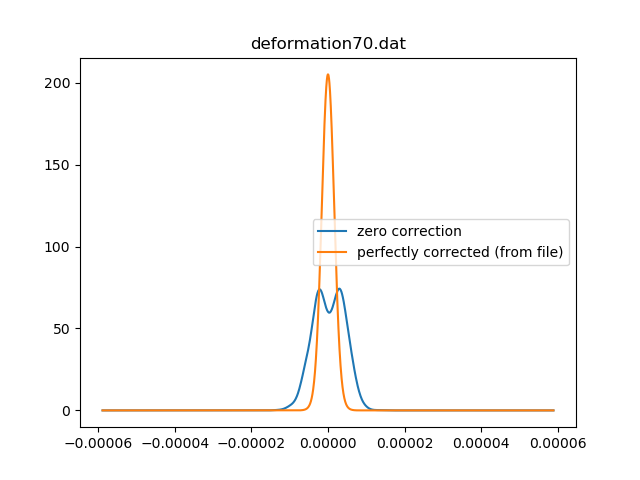 deformation70.dat
200
150
100
50
0
zero correction
perfectly corrected (from file)
−0.00006 −0.00004 −0.00002 0.00000 0.00002 0.00004 0.00006